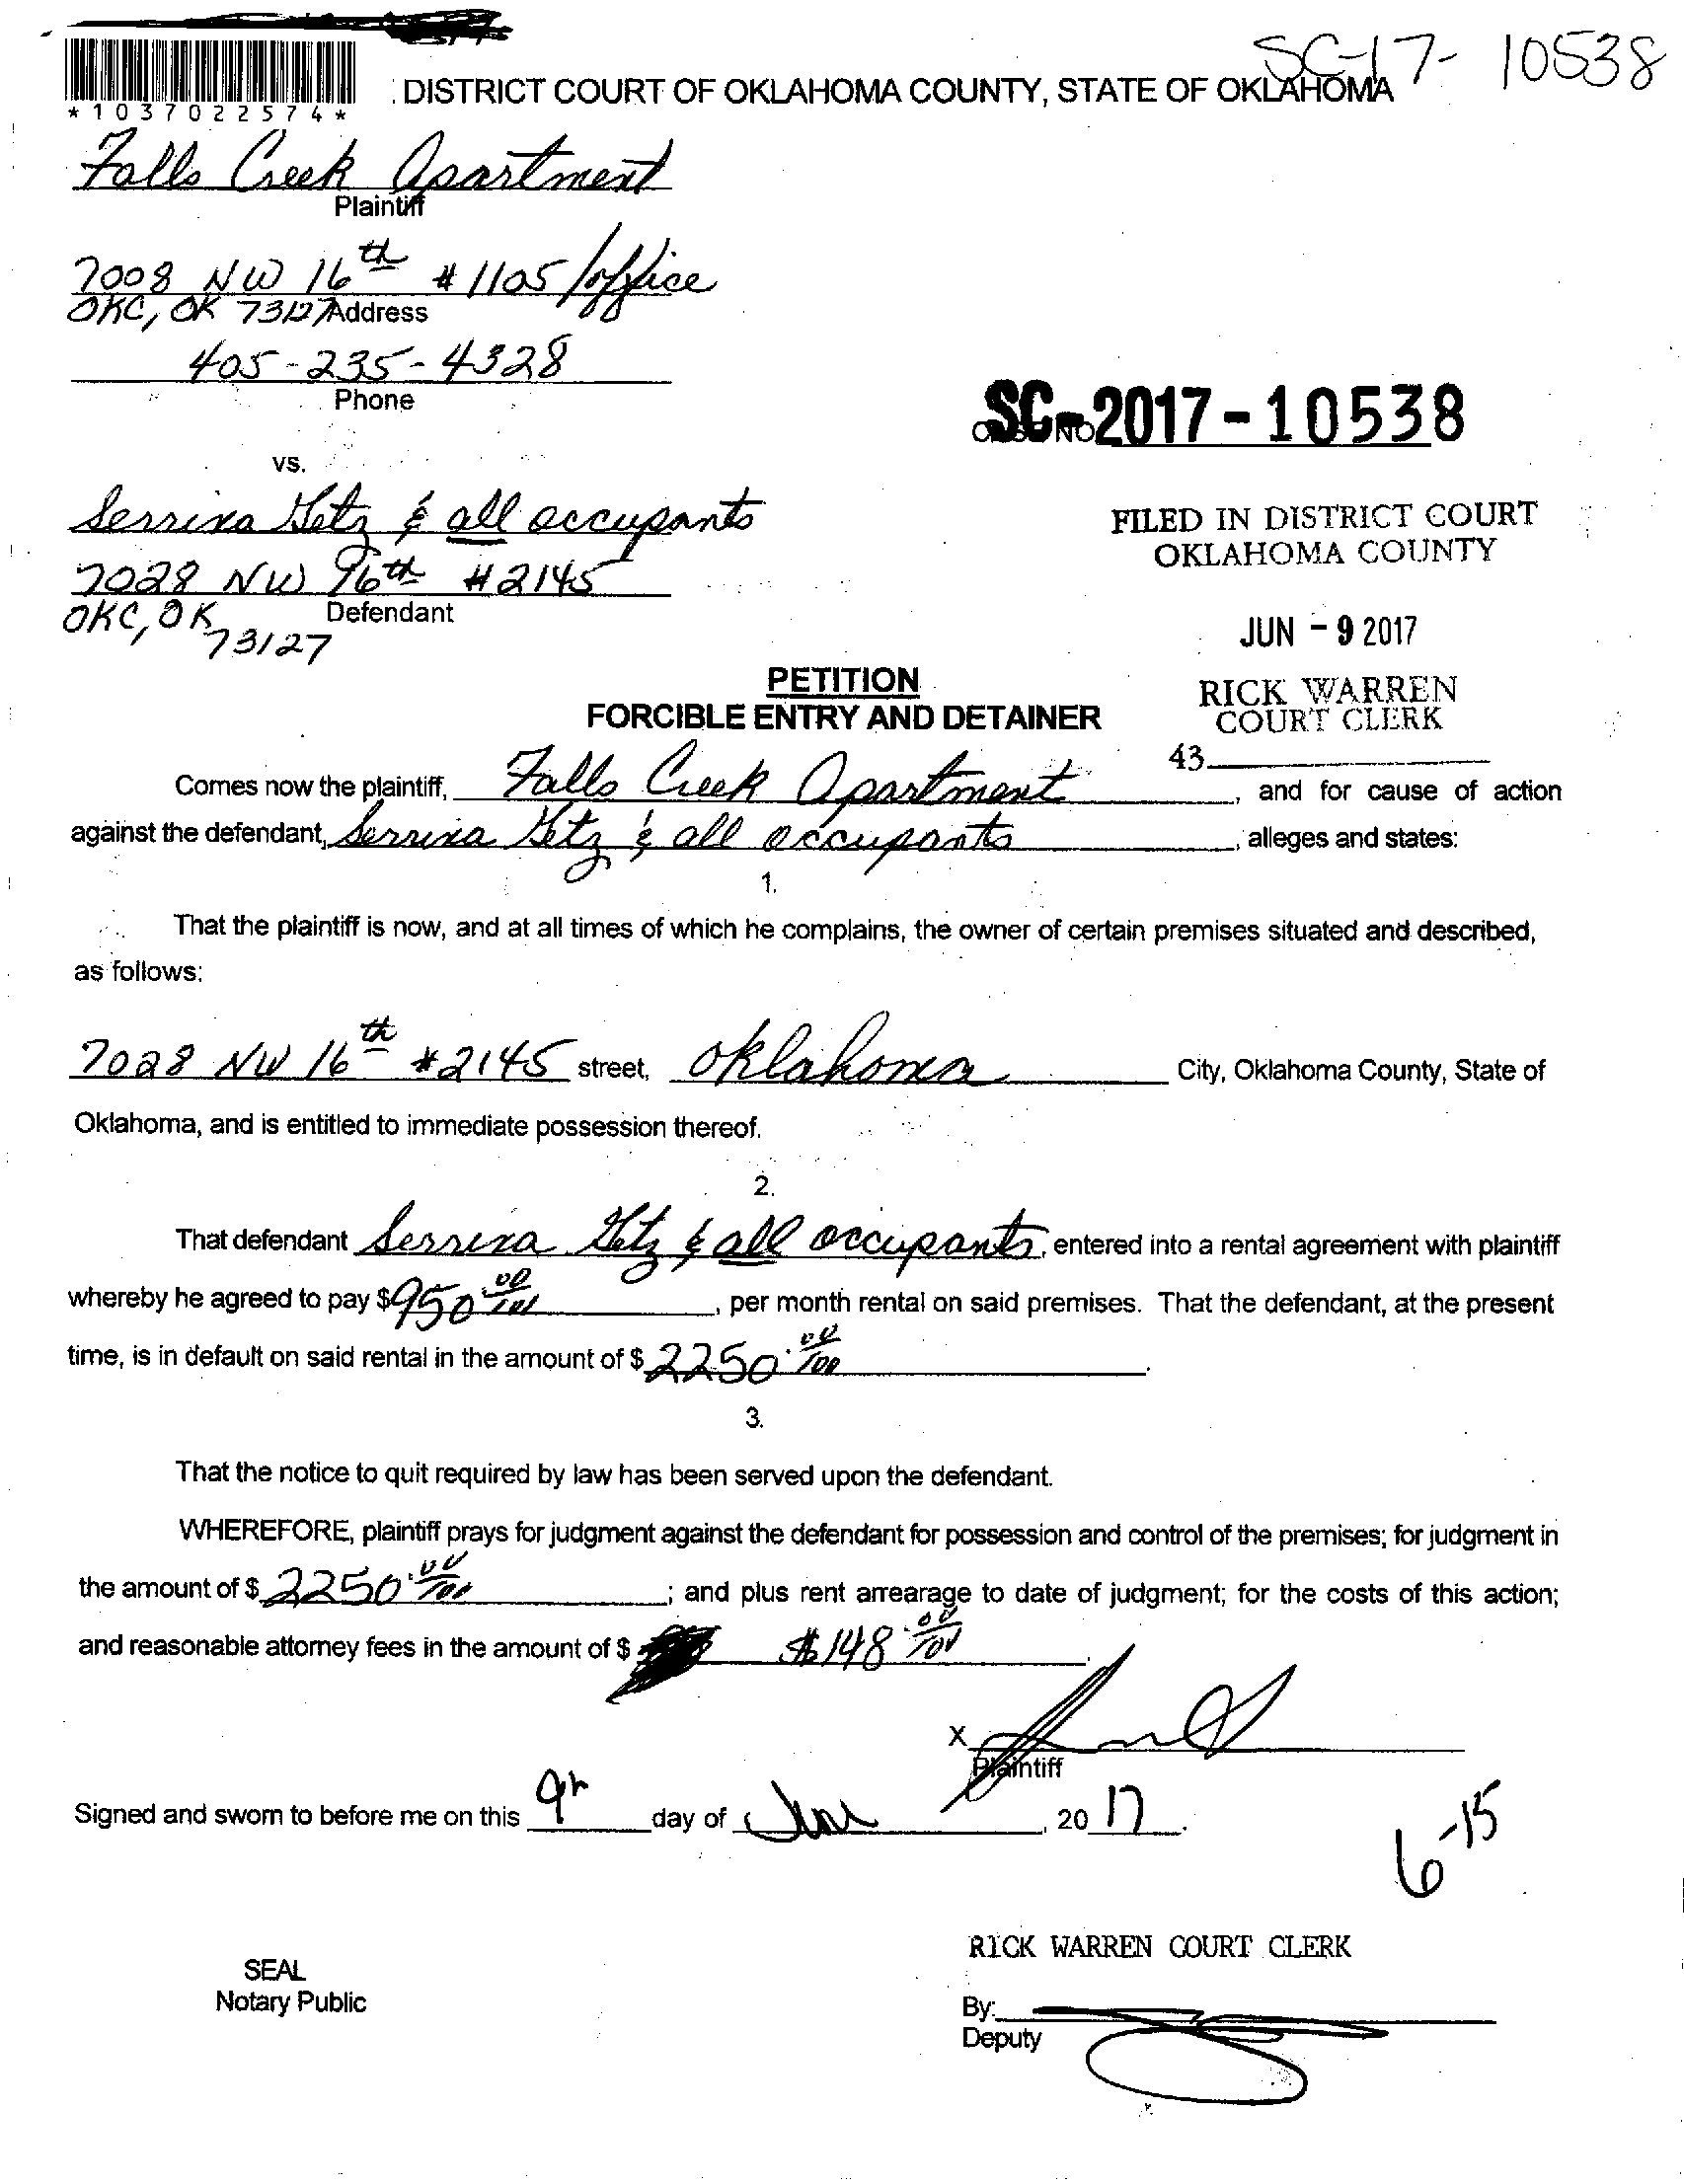 SC-17- 10538
*1037022574*
DISTRICT COURT OF OKLAHOMA COUNTY, STATE OF OKLAHOMA
Falls Creek Apartment
Plaintiff
7008 NW 16th # 1105 /office
OKC, OK 73127 Address
405-235-4328
Phone
SC-2017-10538
vs.
Serrina Getz & all occupants
FILED IN DISTRICT COURT
OKLAHOMA COUNTY
7028 NW 16th #2145
OKC, OK Defendant
73127
JUN - 9 2017
PETITION
FORCIBLE ENTRY AND DETAINER
RICK WARREN
COURT CLERK
43
Comes now the plaintiff, Falls Creek Apartment, and for cause of action
against the defendant, Serrina Getz & all occupants, alleges and states:
1.
That the plaintiff is now, and at all times of which he complains, the owner of certain premises situated and described,
as follows:
7028 NW 16th #2145 street, Oklahoma City, Oklahoma County, State of
Oklahoma, and is entitled to immediate possession thereof.
2.
That defendant Serrina Getz & all occupants, entered into a rental agreement with plaintiff
whereby he agreed to pay $950 00/100, per month rental on said premises. That the defendant, at the present
time, is in default on said rental in the amount of $ 2250.00/100.
3.
That the notice to quit required by law has been served upon the defendant.
WHEREFORE, plaintiff prays for judgment against the defendant for possession and control of the premises; for judgment in
the amount of $ 2250.00/100; and plus rent arrearage to date of judgment; for the costs of this action;
and reasonable attorney fees in the amount of $ $148.00/100.
X
Plaintiff
Signed and sworn to before me on this 9th day of June, 2017.
6-15
RICK WARREN COURT CLERK
SEAL
Notary Public
By:
Deputy